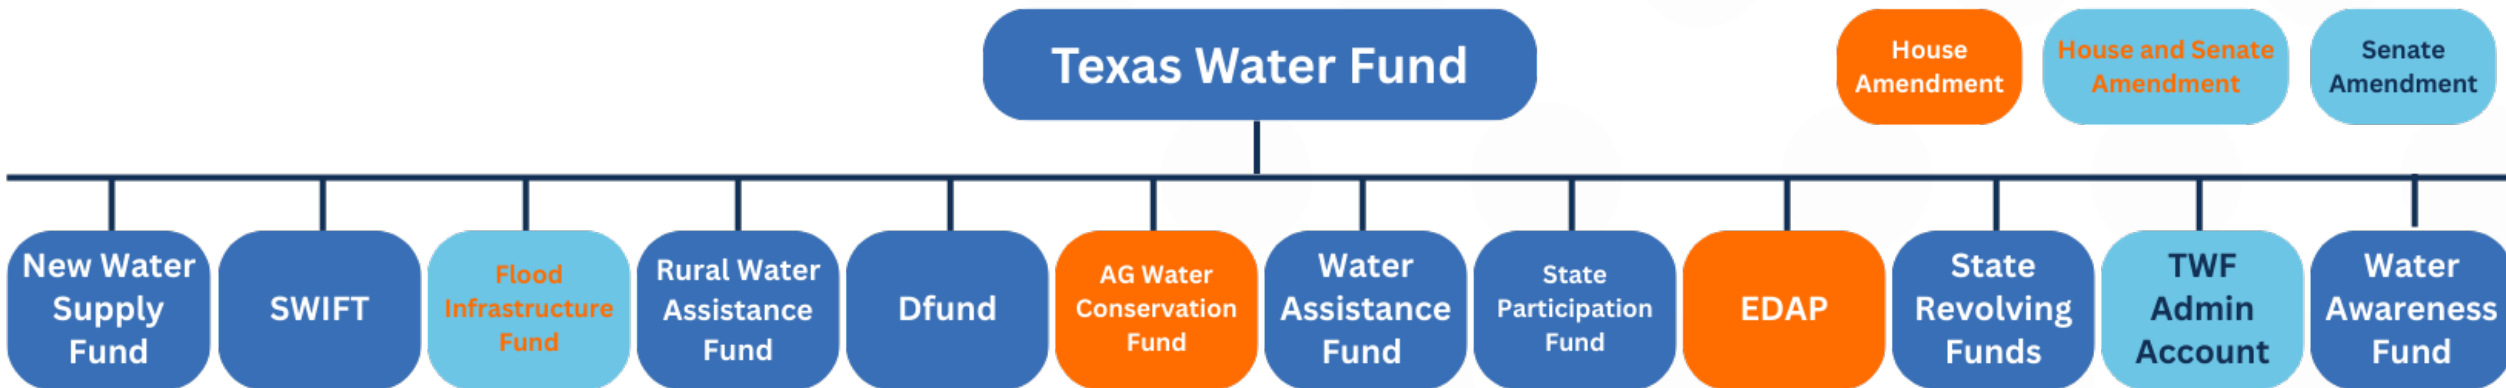 Texas Water Fund
House
Amendment
House and Senate
Amendment
Senate
Amendment
New Water
Supply
Fund
SWIFT
Flood
Infrastructure
Fund
Rural Water
Assistance
Fund
Dfund
AG Water
Conservation
Fund
Water
Assistance
Fund
State
Participation
Fund
EDAP
State
Revolving
Funds
TWF
Admin
Account
Water
Awareness
Fund